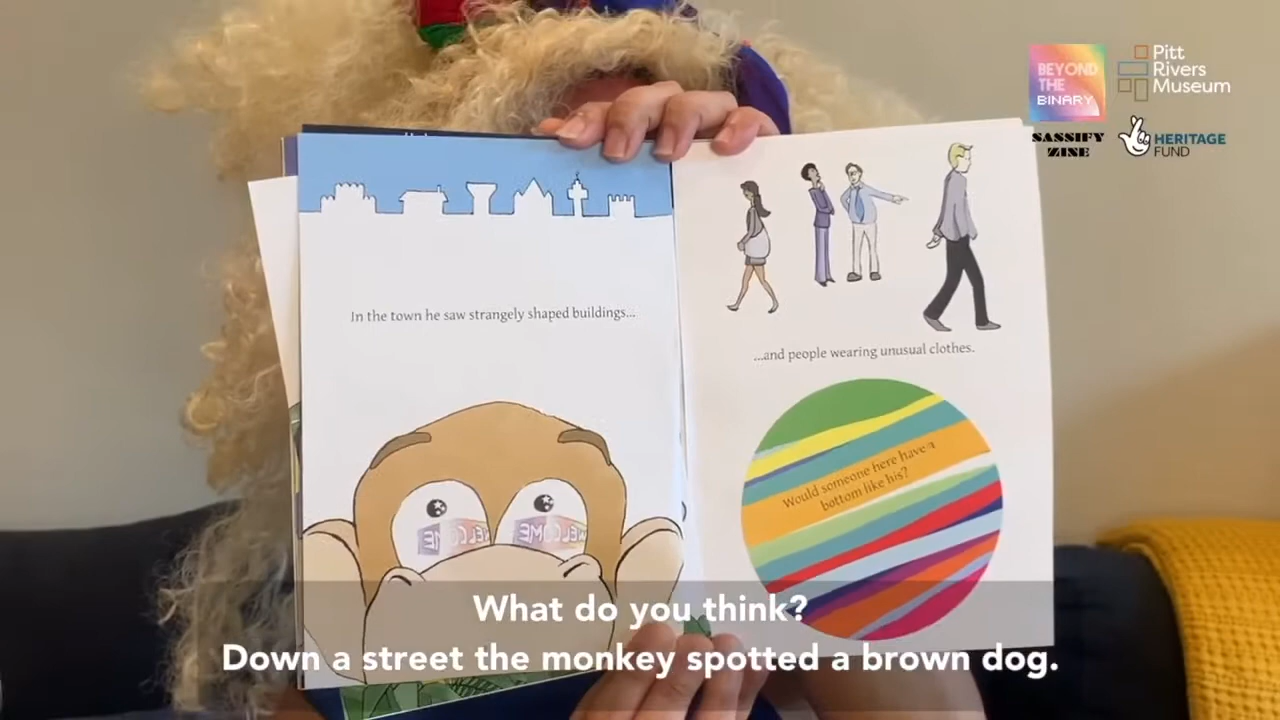 BEYOND
THE
BINARY
Pitt
Rivers
Museum
SASSIFY
ZINE
HERITAGE
FUND
In the town he saw strangely shaped buildings...
...and people wearing unusual clothes.
Would someone here have a
bottom like his?
WELCOME
WELCOME
What do you think?
Down a street the monkey spotted a brown dog.